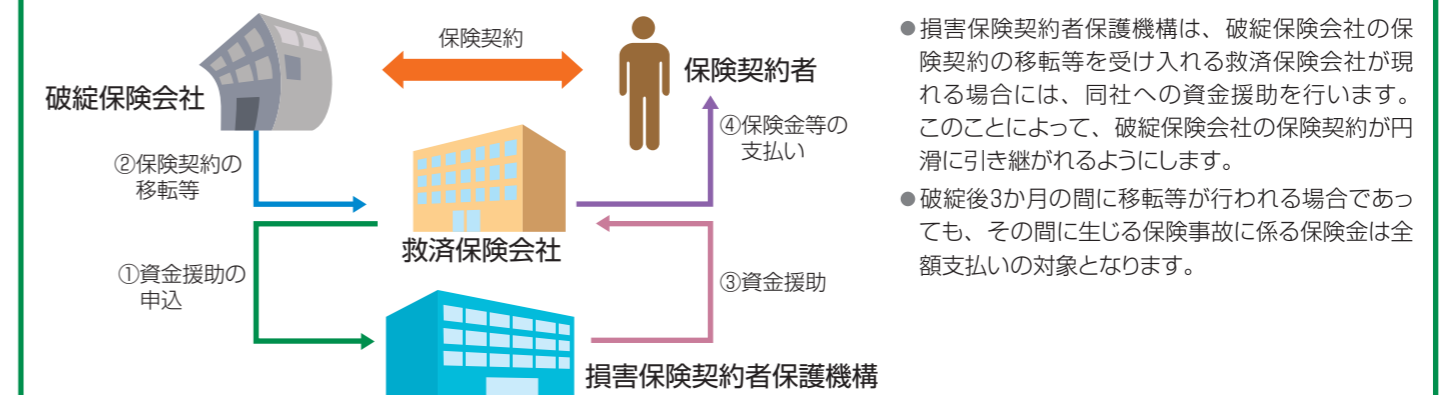 保険契約
破綻保険会社
保険契約者
②保険契約の
移転等
④保険金等の
支払い
救済保険会社
①資金援助の
申込
③資金援助
損害保険契約者保護機構
●損害保険契約者保護機構は、破綻保険会社の保
険契約の移転等を受け入れる救済保険会社が現
れる場合には、同社への資金援助を行います。
このことによって、破綻保険会社の保険契約が円
滑に引き継がれるようにします。
●破綻後3か月の間に移転等が行われる場合であっ
ても、その間に生じる保険事故に係る保険金は全
額支払いの対象となります。